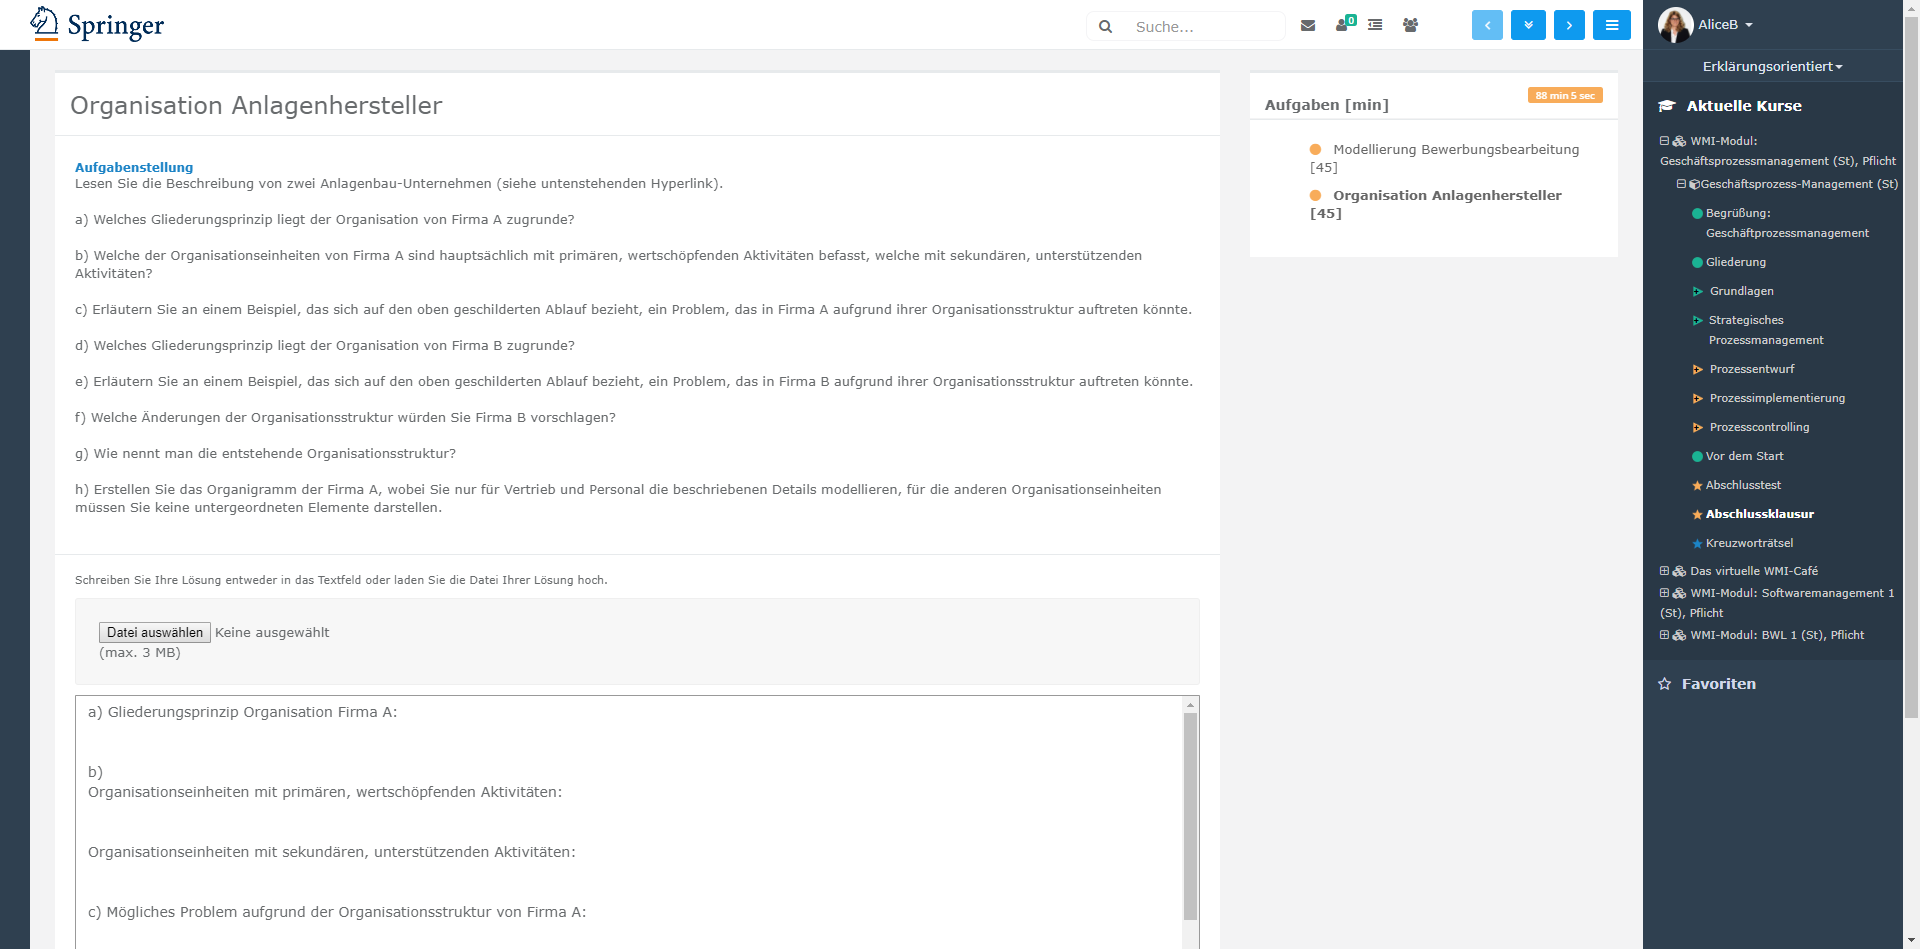 Springer
Suche...
0
AliceB
Erklärungsorientiert
Organisation Anlagenhersteller
Aufgabenstellung
Lesen Sie die Beschreibung von zwei Anlagenbau-Unternehmen (siehe untenstehenden Hyperlink).
a) Welches Gliederungsprinzip liegt der Organisation von Firma A zugrunde?
b) Welche der Organisationseinheiten von Firma A sind hauptsächlich mit primären, wertschöpfenden Aktivitäten befasst, welche mit sekundären, unterstützenden
Aktivitäten?
c) Erläutern Sie an einem Beispiel, das sich auf den oben geschilderten Ablauf bezieht, ein Problem, das in Firma A aufgrund ihrer Organisationsstruktur auftreten könnte.
d) Welches Gliederungsprinzip liegt der Organisation von Firma B zugrunde?
e) Erläutern Sie an einem Beispiel, das sich auf den oben geschilderten Ablauf bezieht, ein Problem, das in Firma B aufgrund ihrer Organisationsstruktur auftreten könnte.
f) Welche Änderungen der Organisationsstruktur würden Sie Firma B vorschlagen?
g) Wie nennt man die entstehende Organisationsstruktur?
h) Erstellen Sie das Organigramm der Firma A, wobei Sie nur für Vertrieb und Personal die beschriebenen Details modellieren, für die anderen Organisationseinheiten
müssen Sie keine untergeordneten Elemente darstellen.
Schreiben Sie Ihre Lösung entweder in das Textfeld oder laden Sie die Datei Ihrer Lösung hoch.
Datei auswählen Keine ausgewählt
(max. 3 MB)
a) Gliederungsprinzip Organisation Firma A:
b)
Organisationseinheiten mit primären, wertschöpfenden Aktivitäten:
Organisationseinheiten mit sekundären, unterstützenden Aktivitäten:
c) Mögliches Problem aufgrund der Organisationsstruktur von Firma A:
88 min 5 sec
Aufgaben [min]
Modellierung Bewerbungsbearbeitung
[45]
Organisation Anlagenhersteller
[45]
Aktuelle Kurse
WMI-Modul:
Geschäftsprozessmanagement (St), Pflicht
Geschäftsprozess-Management (St)
Begrüßung:
Geschäftprozessmanagement
Gliederung
Grundlagen
Strategisches
Prozessmanagement
Prozessentwurf
Prozessimplementierung
Prozesscontrolling
Vor dem Start
Abschlusstest
Abschlussklausur
Kreuzworträtsel
Das virtuelle WMI-Café
WMI-Modul: Softwaremanagement 1
(St), Pflicht
WMI-Modul: BWL 1 (St), Pflicht
Favoriten